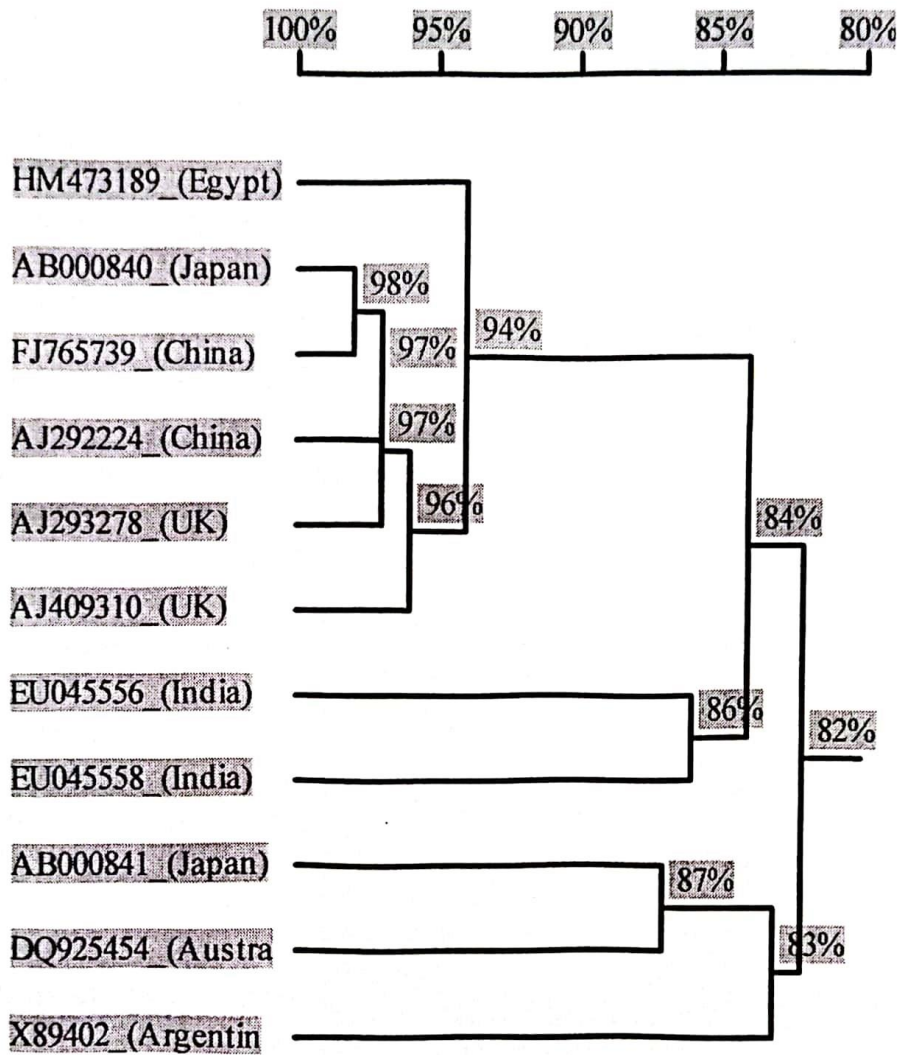 100% 95% 90% 85% 80%
HM473189_(Egypt)
AB000840_(Japan)
98%
FJ765739_(China)
97%
94%
AJ292224_(China)
97%
AJ293278_(UK)
96%
84%
AJ409310_(UK)
EU045556_(India)
86%
82%
EU045558_(India)
AB000841_(Japan)
87%
DQ925454_(Austra
83%
X89402_(Argentin